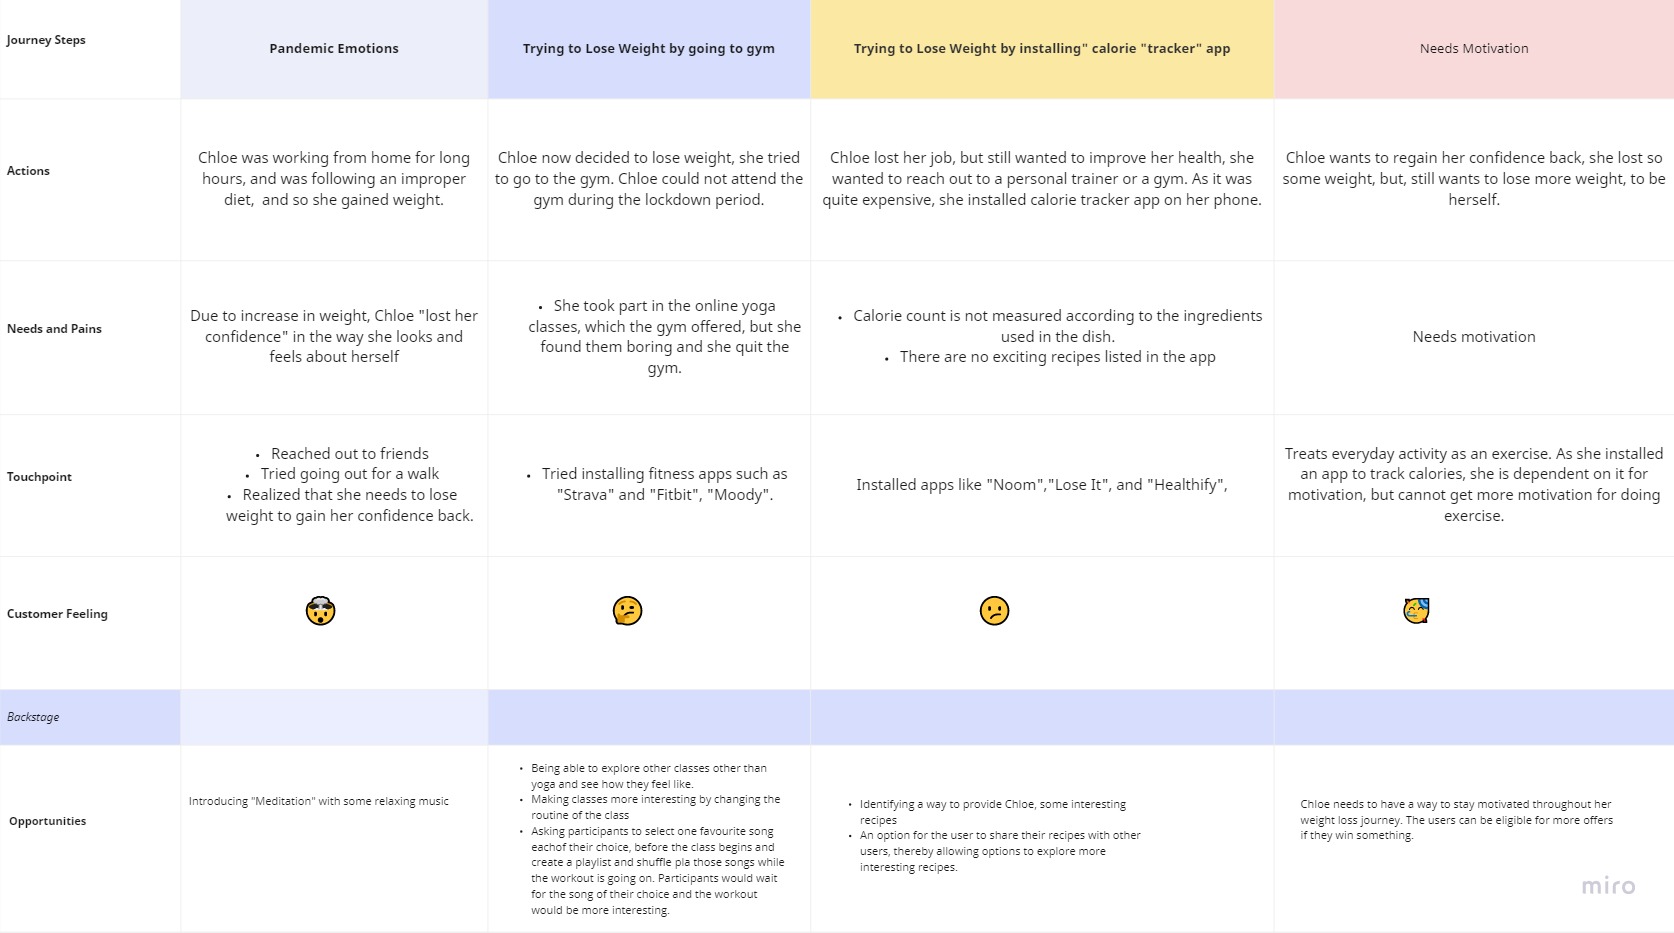 Journey Steps
Pandemic Emotions
Trying to Lose Weight by going to gym
Trying to Lose Weight by installing" calorie "tracker" app
Needs Motivation
Actions
Chloe was working from home for long
hours, and was following an improper
diet,  and so she gained weight.
Chloe now decided to lose weight, she tried
to go to the gym. Chloe could not attend the
gym during the lockdown period.
Chloe lost her job, but still wanted to improve her health, she
wanted to reach out to a personal trainer or a gym. As it was
quite expensive, she installed calorie tracker app on her phone.
Chloe wants to regain her confidence back, she lost so
some weight, but, still wants to lose more weight, to be
herself.
Needs and Pains
Due to increase in weight, Chloe "lost her
confidence" in the way she looks and
feels about herself
• She took part in the online yoga
classes, which the gym offered, but she
found them boring and she quit the
gym.
• Calorie count is not measured according to the ingredients
used in the dish.
• There are no exciting recipes listed in the app
Needs motivation
Touchpoint
• Reached out to friends
• Tried going out for a walk
• Realized that she needs to lose
weight to gain her confidence back.
• Tried installing fitness apps such as
"Strava" and "Fitbit", "Moody".
Installed apps like "Noom","Lose It", and "Healthify",
Treats everyday activity as an exercise. As she installed
an app to track calories, she is dependent on it for
motivation, but cannot get more motivation for doing
exercise.
Customer Feeling
Backstage
Opportunities
Introducing "Meditation" with some relaxing music
• Being able to explore other classes other than
yoga and see how they feel like.
• Making classes more interesting by changing the
routine of the class
• Asking participants to select one favourite song
eachof their choice, before the class begins and
create a playlist and shuffle pla those songs while
the workout is going on. Participants would wait
for the song of their choice and the workout
would be more interesting.
• Identifying a way to provide Chloe, some interesting
recipes
• An option for the user to share their recipes with other
users, thereby allowing options to explore more
interesting recipes.
Chloe needs to have a way to stay motivated throughout her
weight loss journey. The users can be eligible for more offers
if they win something.
miro